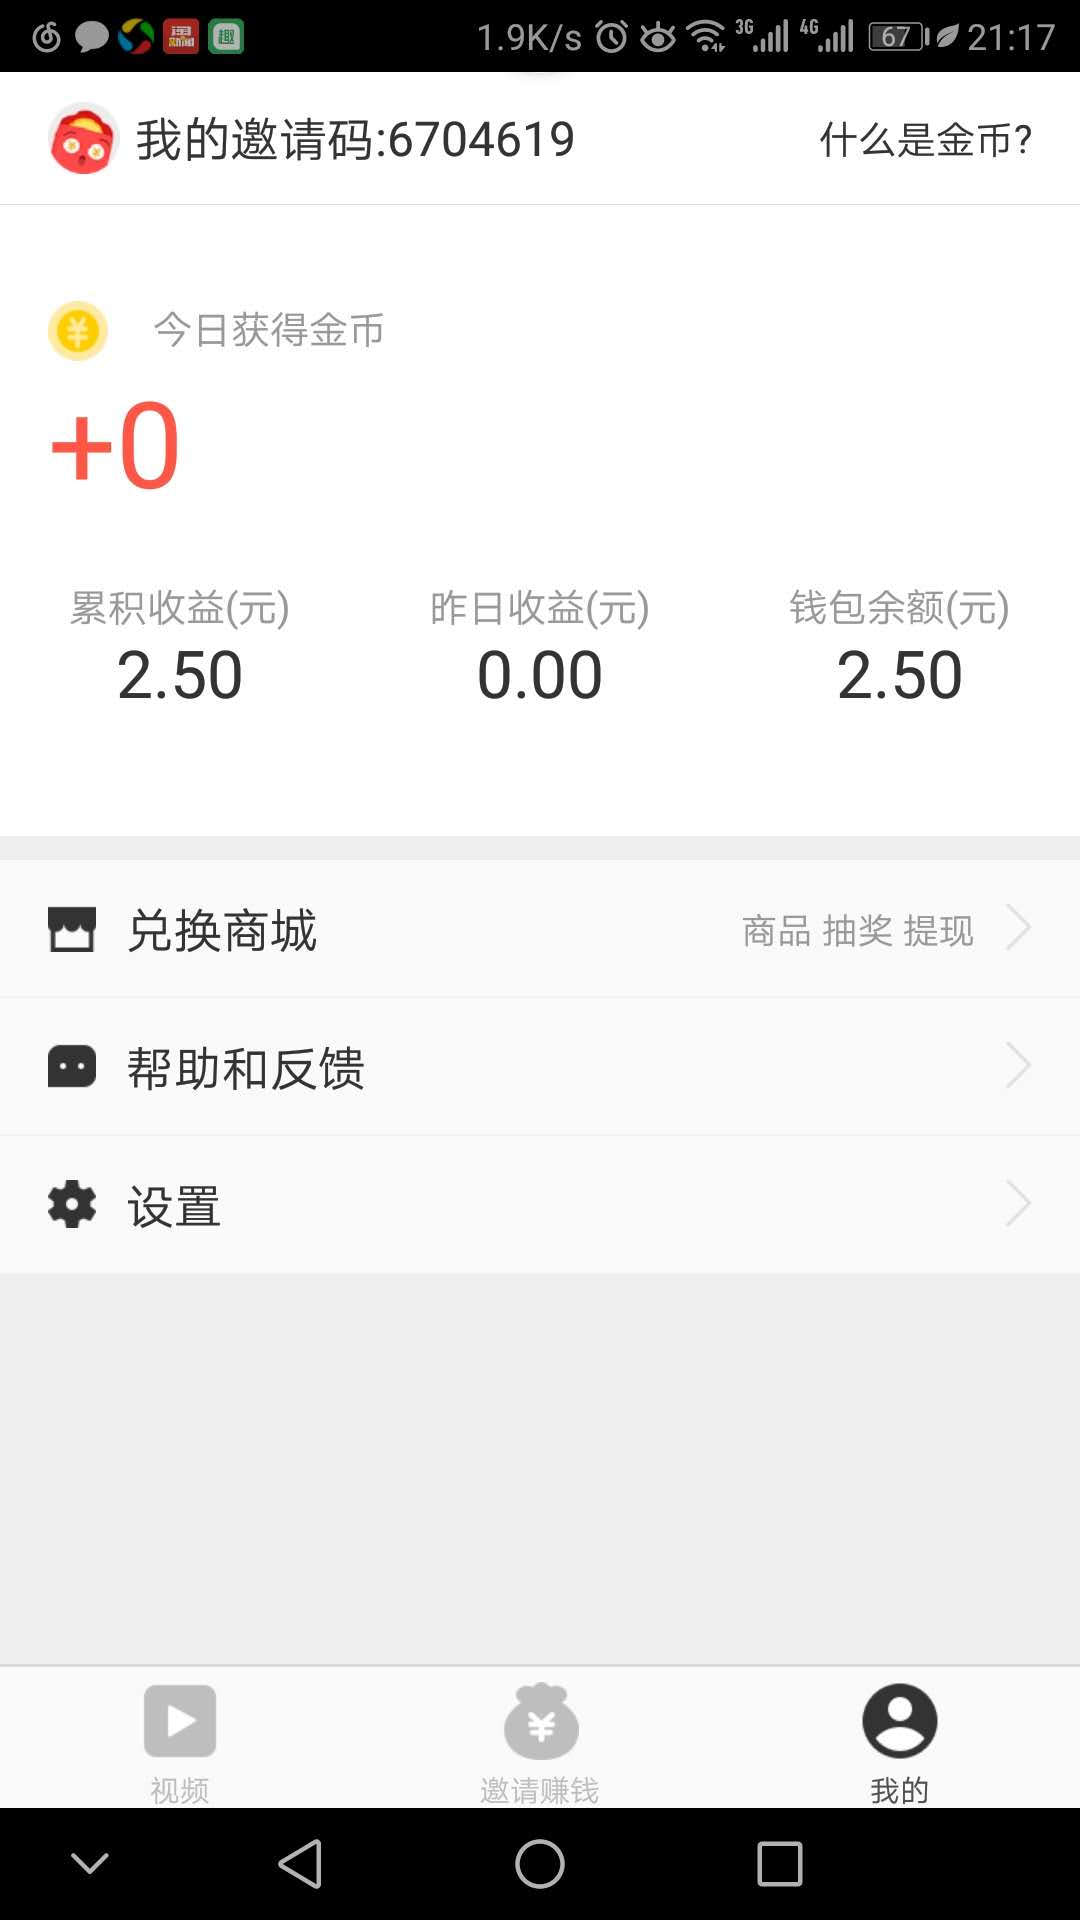 1.9K/s 3G 4G 67 21:17
我的邀请码:6704619 什么是金币?
今日获得金币
+0
累积收益(元) 昨日收益(元) 钱包余额(元)
2.50 0.00 2.50
兑换商城 商品 抽奖 提现
帮助和反馈
设置
视频 邀请赚钱 我的